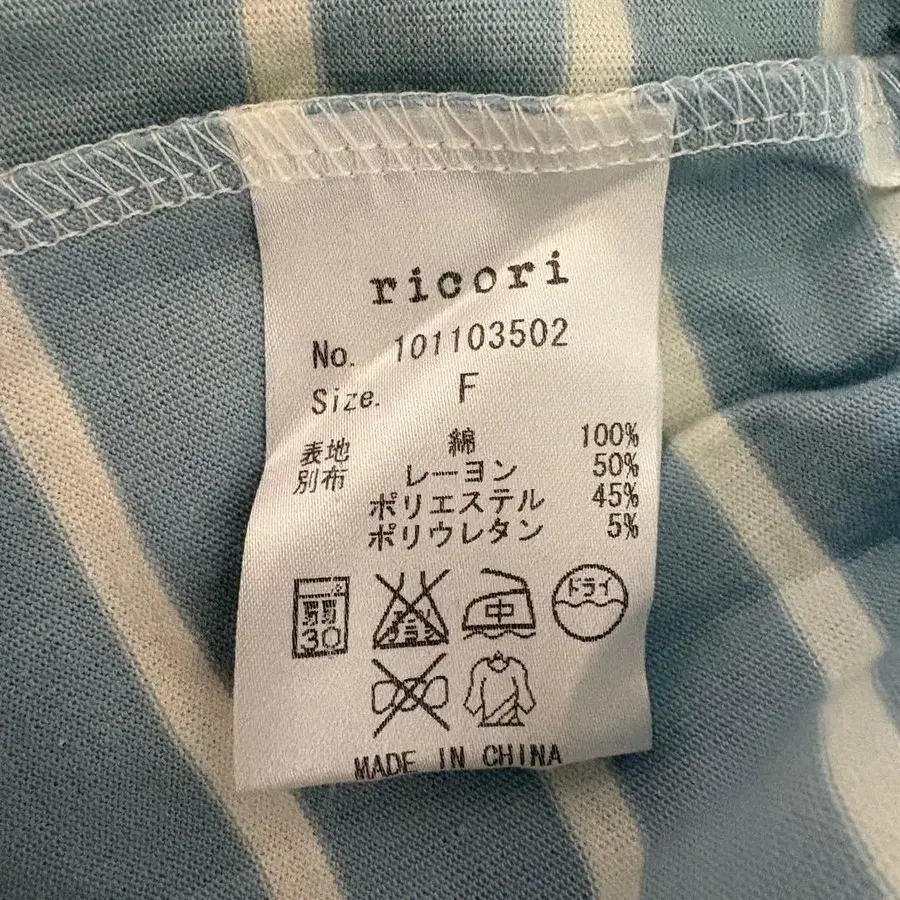 ricori
No. 101103502
Size. F
表地 綿 100%
別布 レーヨン 50%
ポリエステル 45%
ポリウレタン 5%
弱
30
中
ドライ
MADE IN CHINA